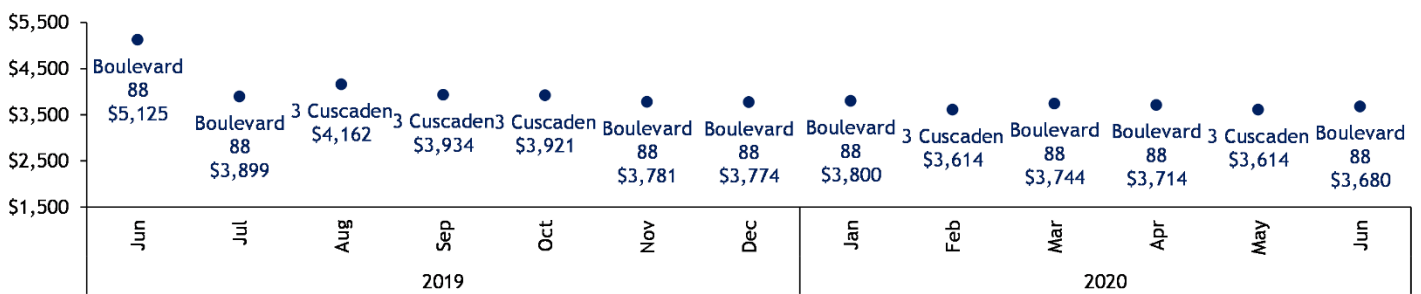 $5,500
$4,500
$3,500
$2,500
$1,500
Boulevard
88
$5,125
Boulevard
88
$3,899
3 Cuscaden
$4,162
3 Cuscaden
$3,934
3 Cuscaden
$3,921
Boulevard
88
$3,781
Boulevard
88
$3,774
Boulevard
88
$3,800
3 Cuscaden
$3,614
Boulevard
88
$3,744
Boulevard
88
$3,714
3 Cuscaden
$3,614
Boulevard
88
$3,680
Jun
Jul
Aug
Sep
Oct
Nov
Dec
Jan
Feb
Mar
Apr
May
Jun
2019
2020